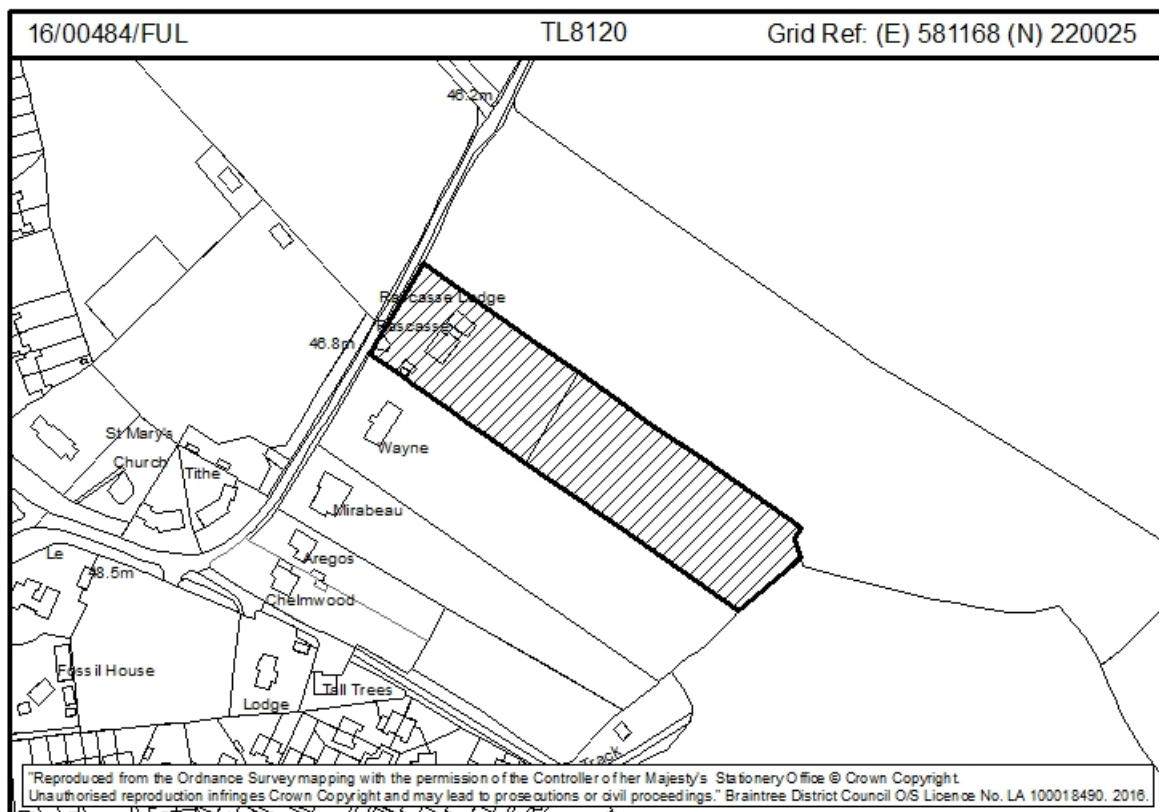 16/00484/FUL TL8120 Grid Ref: (E) 581168 (N) 220025
46.2m
Rascasse Lodge
Rascasse
46.8m
Wayne
St Mary's
Church
Tithe
Mirabeau
Le
48.5m
Aregos
Chelmwood
Fossil House
Lodge
Tall Trees
Track
"Reproduced from the Ordnance Survey mapping with the permission of the Controller of her Majesty's Stationery Office © Crown Copyright.
Unauthorised reproduction infringes Crown Copyright and may lead to prosecutions or civil proceedings." Braintree District Council O/S Licence No. LA 100018490. 2016.